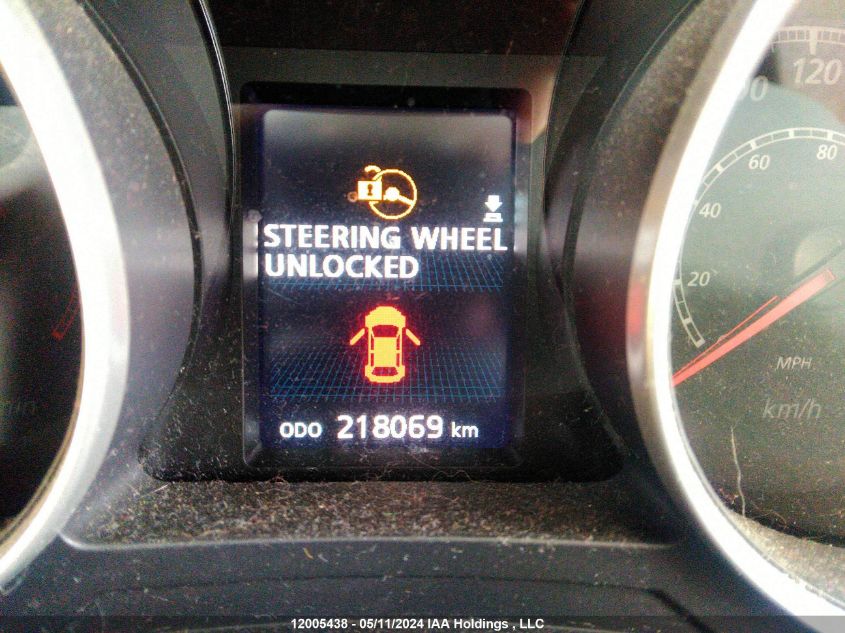 120
80
60
40
20
STEERING WHEEL
UNLOCKED
MPH
km/h
ODO 218069 km
12005438 - 05/11/2024 IAA Holdings , LLC